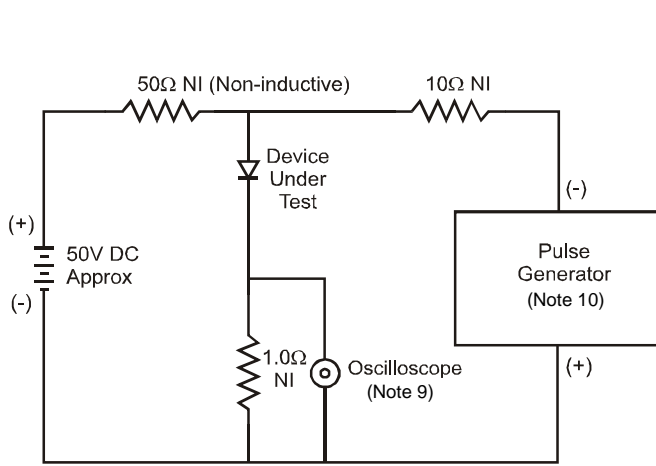 50Ω NI (Non-inductive)
10Ω NI
Device
Under
Test
(+)
50V DC
Approx
(-)
(-)
Pulse
Generator
(Note 10)
(+)
1.0Ω
NI
Oscilloscope
(Note 9)